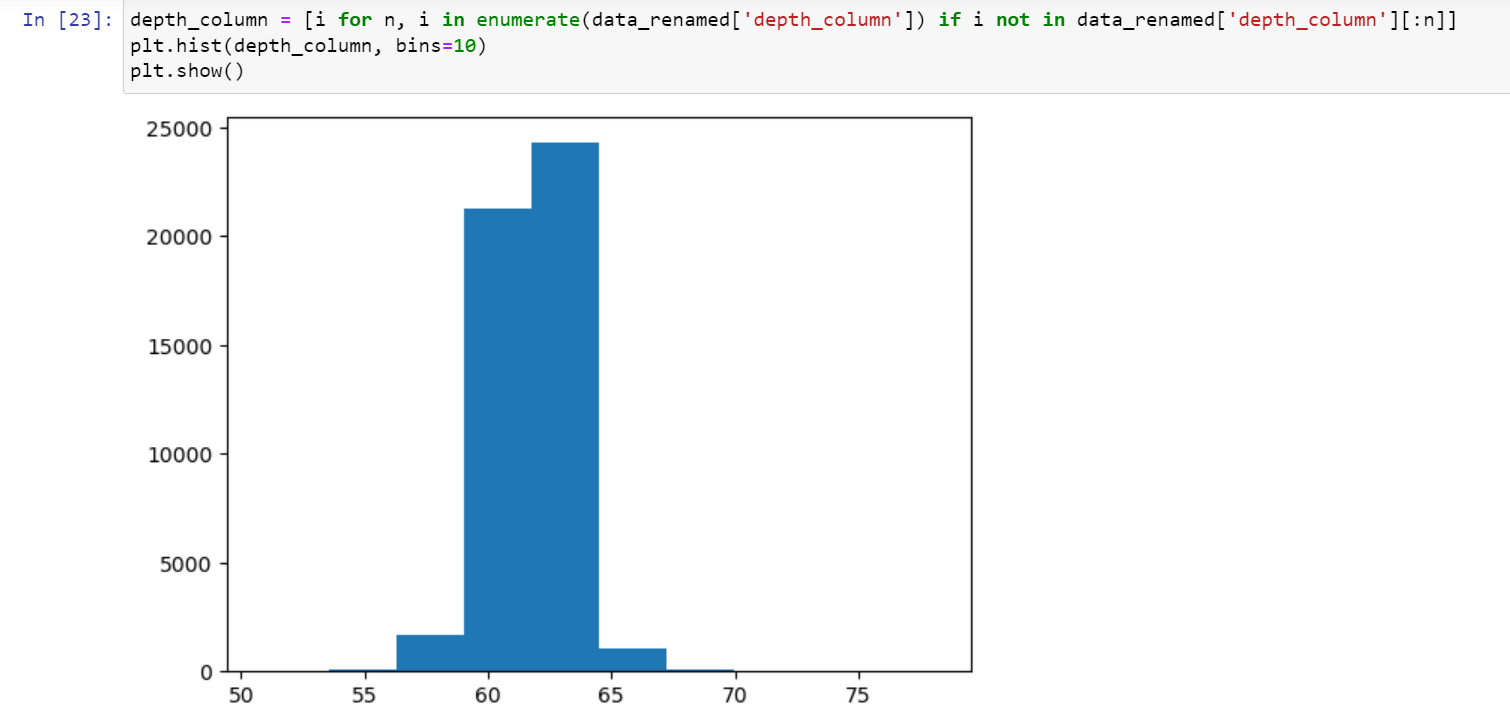 In [23]: depth_column = [i for n, i in enumerate(data_renamed['depth_column']) if i not in data_renamed['depth_column'][:n]]
plt.hist(depth_column, bins=10)
plt.show()
25000
20000
15000
10000
5000
0
50 55 60 65 70 75